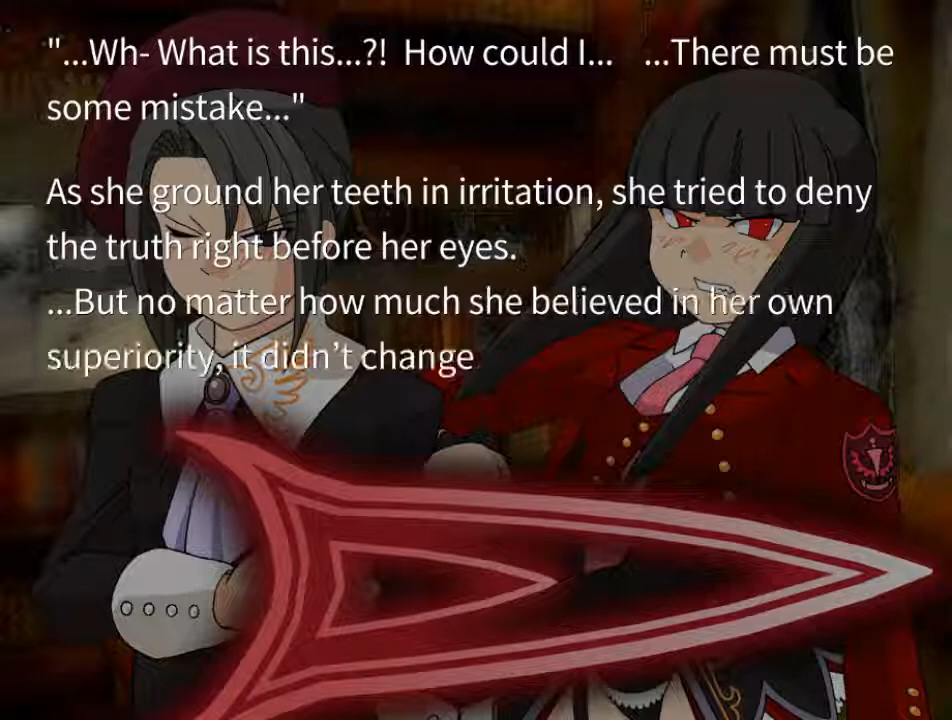 "...Wh- What is this...?!  How could I...    ...There must be
some mistake..."
As she ground her teeth in irritation, she tried to deny
the truth right before her eyes.
...But no matter how much she believed in her own
superiority, it didn't change